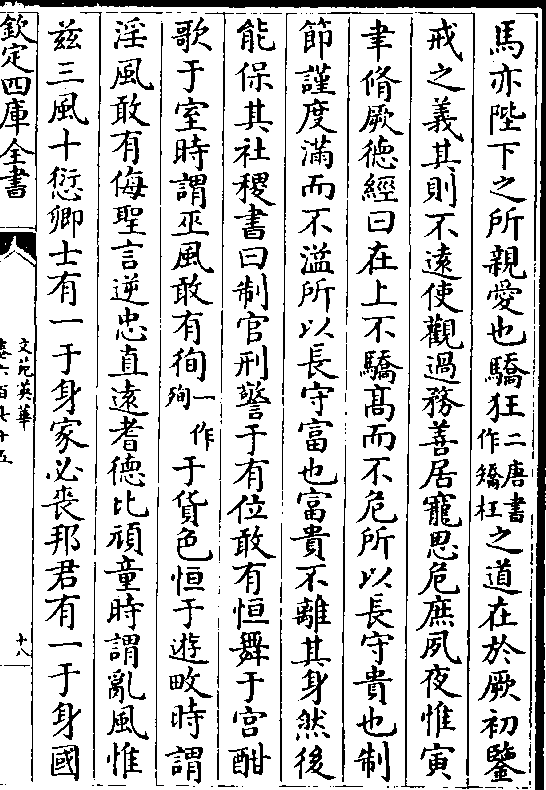 馬亦陛下之所親愛也驕狂二唐書作矯枉之道在於厥初鑒
戒之義其則不遠使觀過務善居寵思危庶夙夜惟寅
聿脩厥德經曰在上不驕髙而不危所以長守貴也制
節謹度滿而不溢所以長守富也富貴不離其身然後
能保其社稷書曰制官刑警于有位敢有恒舞于宮酣
歌于室時謂巫風敢有徇一作殉于貨色恒于遊畋時謂
淫風敢有侮聖言逆忠直遠耆德比頑童時謂亂風惟
兹三風十愆卿士有一于身家必喪邦君有一于身國
欽定四庫全書
文苑英華
卷六百七十五
十八